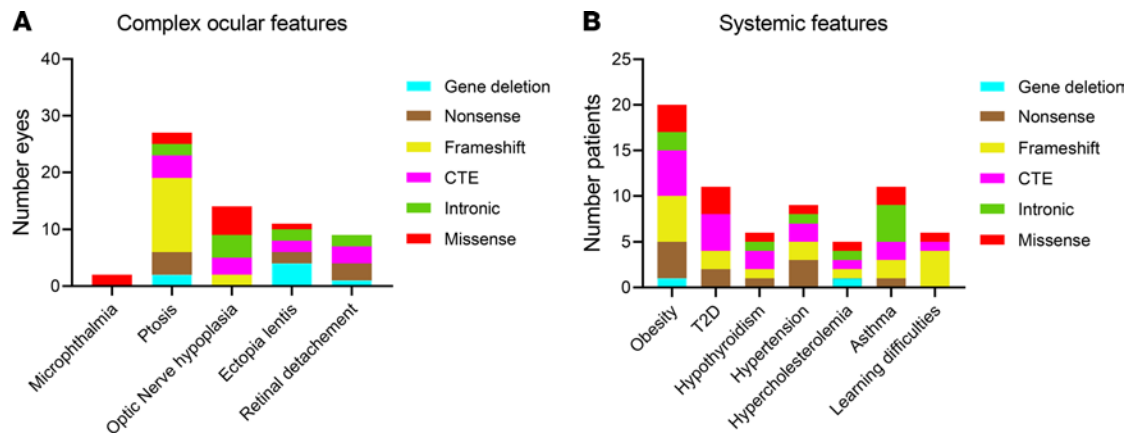 A
Complex ocular features
Number eyes
40
30
20
10
0
Microphthalmia
Ptosis
Optic Nerve hypoplasia
Ectopia lentis
Retinal detachement
Gene deletion
Nonsense
Frameshift
CTE
Intronic
Missense
B
Systemic features
Number patients
25
20
15
10
5
0
Obesity
T2D
Hypothyroidism
Hypertension
Hypercholesterolemia
Asthma
Learning difficulties
Gene deletion
Nonsense
Frameshift
CTE
Intronic
Missense